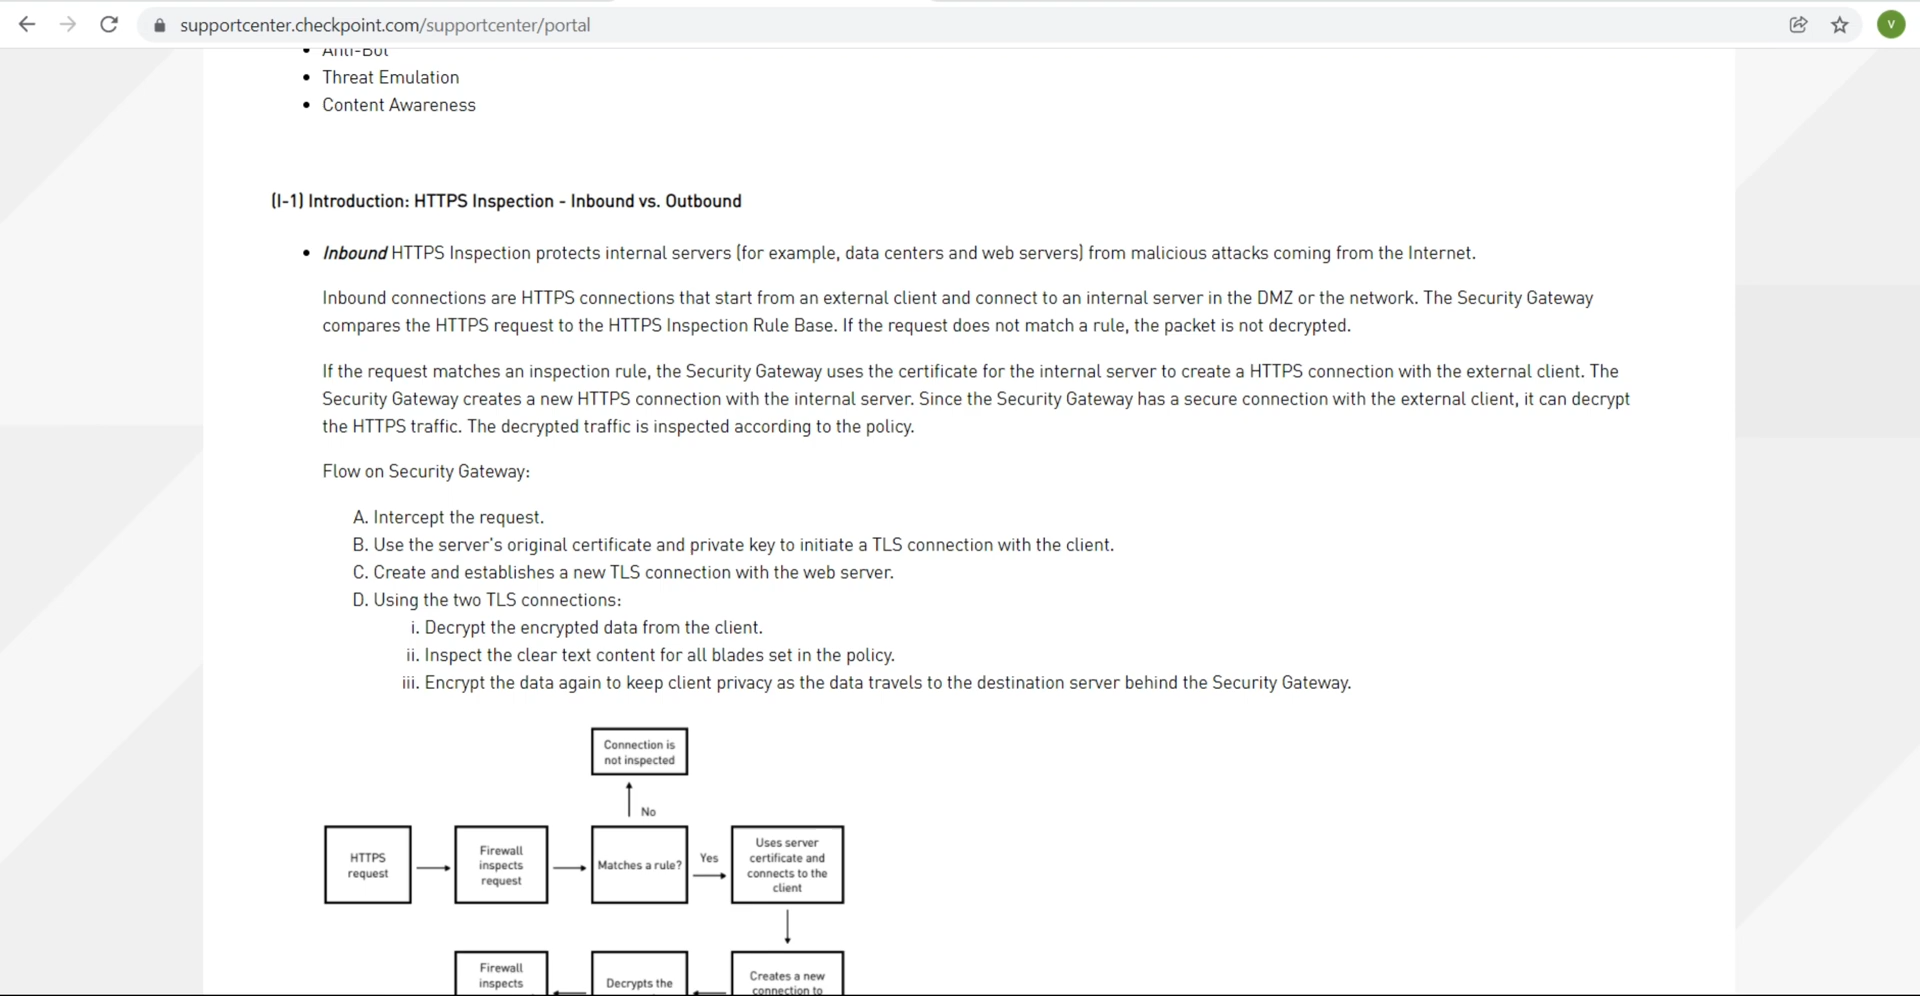 supportcenter.checkpoint.com/supportcenter/portal
V
• Anti-Bot
• Threat Emulation
• Content Awareness
(I-1) Introduction: HTTPS Inspection - Inbound vs. Outbound
• Inbound HTTPS Inspection protects internal servers (for example, data centers and web servers) from malicious attacks coming from the Internet.
Inbound connections are HTTPS connections that start from an external client and connect to an internal server in the DMZ or the network. The Security Gateway
compares the HTTPS request to the HTTPS Inspection Rule Base. If the request does not match a rule, the packet is not decrypted.
If the request matches an inspection rule, the Security Gateway uses the certificate for the internal server to create a HTTPS connection with the external client. The
Security Gateway creates a new HTTPS connection with the internal server. Since the Security Gateway has a secure connection with the external client, it can decrypt
the HTTPS traffic. The decrypted traffic is inspected according to the policy.
Flow on Security Gateway:
A. Intercept the request.
B. Use the server's original certificate and private key to initiate a TLS connection with the client.
C. Create and establishes a new TLS connection with the web server.
D. Using the two TLS connections:
i. Decrypt the encrypted data from the client.
ii. Inspect the clear text content for all blades set in the policy.
iii. Encrypt the data again to keep client privacy as the data travels to the destination server behind the Security Gateway.
Connection is
not inspected
No
HTTPS
request
Firewall
inspects
request
Matches a rule?
Yes
Uses server
certificate and
connects to the
client
Firewall
inspects
Decrypts the
Creates a new
connection to